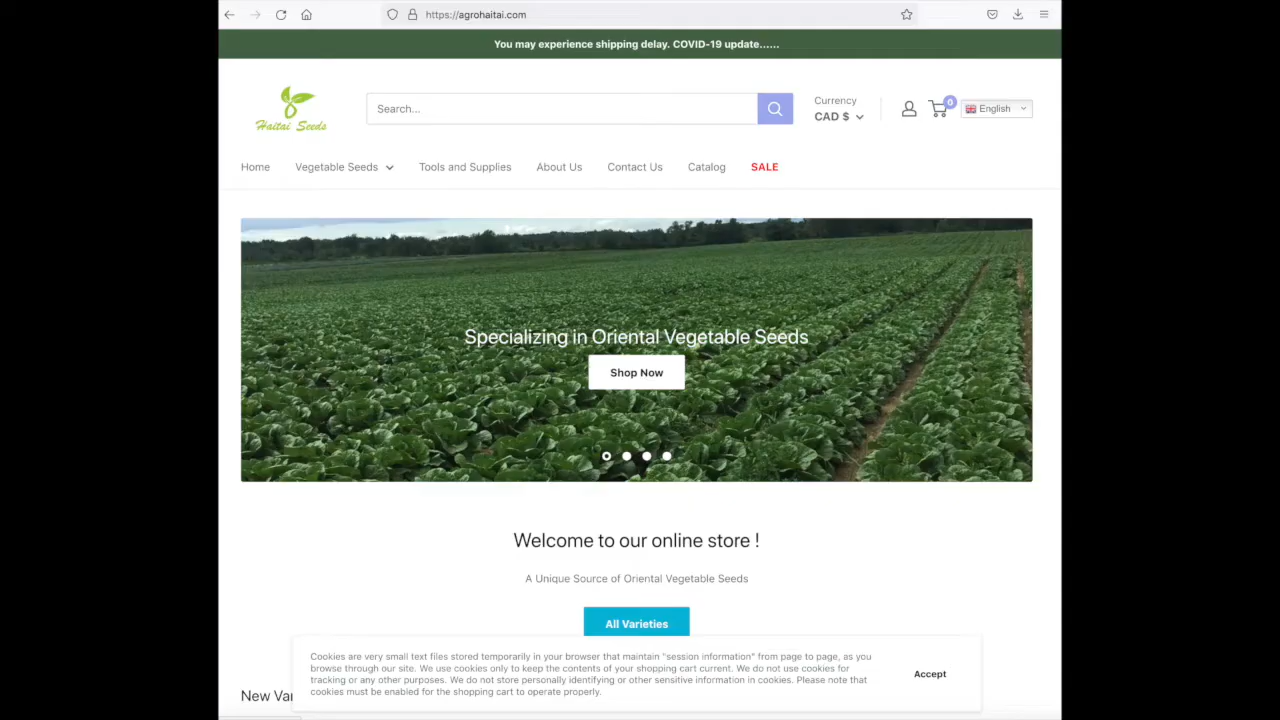 https://agrohaitai.com
You may experience shipping delay. COVID-19 update......
Haitai Seeds
Search...
Currency
CAD $
0
English
Home Vegetable Seeds Tools and Supplies About Us Contact Us Catalog SALE
Specializing in Oriental Vegetable Seeds
Shop Now
Welcome to our online store !
A Unique Source of Oriental Vegetable Seeds
All Varieties
Cookies are very small text files stored temporarily in your browser that maintain "session information" from page to page, as you
browse through our site. We use cookies only to keep the contents of your shopping cart current. We do not use cookies for
tracking or any other purposes. We do not store personally identifying or other sensitive information in cookies. Please note that
cookies must be enabled for the shopping cart to operate properly.
Accept
New Var